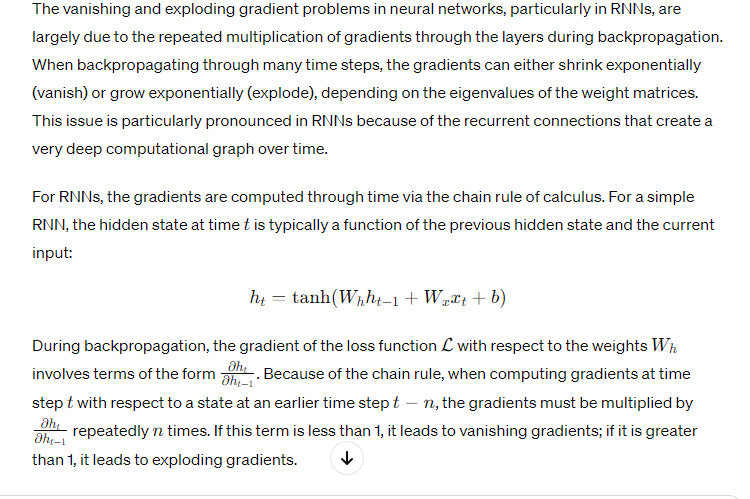 The vanishing and exploding gradient problems in neural networks, particularly in RNNs, are
largely due to the repeated multiplication of gradients through the layers during backpropagation.
When backpropagating through many time steps, the gradients can either shrink exponentially
(vanish) or grow exponentially (explode), depending on the eigenvalues of the weight matrices.
This issue is particularly pronounced in RNNs because of the recurrent connections that create a
very deep computational graph over time.
For RNNs, the gradients are computed through time via the chain rule of calculus. For a simple
RNN, the hidden state at time t is typically a function of the previous hidden state and the current
input:
h_t = tanh(W_h h_{t−1} + W_x x_t + b)
During backpropagation, the gradient of the loss function ℒ with respect to the weights W_h
involves terms of the form ∂h_t/∂h_{t−1}. Because of the chain rule, when computing gradients at time
step t with respect to a state at an earlier time step t − n, the gradients must be multiplied by
∂h_t/∂h_{t−1} repeatedly n times. If this term is less than 1, it leads to vanishing gradients; if it is greater
than 1, it leads to exploding gradients.